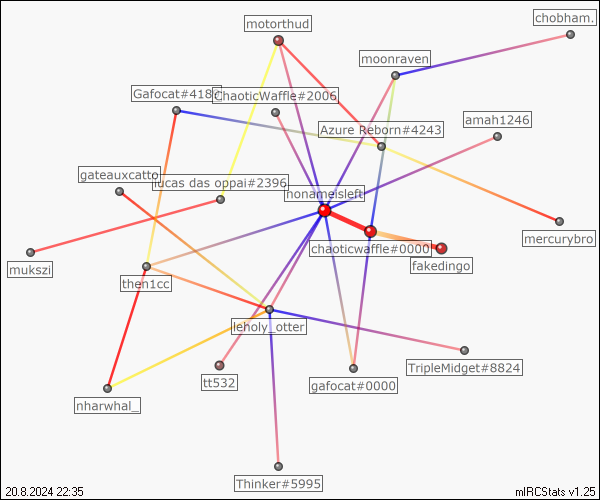 motorthud
chobham.
moonraven
Gafocat#418
ChaoticWaffle#2006
amah1246
Azure Reborn#4243
gateauxcatto
lucas das oppai#2396
nonameisleft
mercurybro
chaoticwaffle#0000
fakedingo
mukszi
then1cc
leholy_otter
TripleMidget#8824
tt532
gafocat#0000
nharwhal_
Thinker#5995
20.8.2024 22:35
mIRCStats v1.25